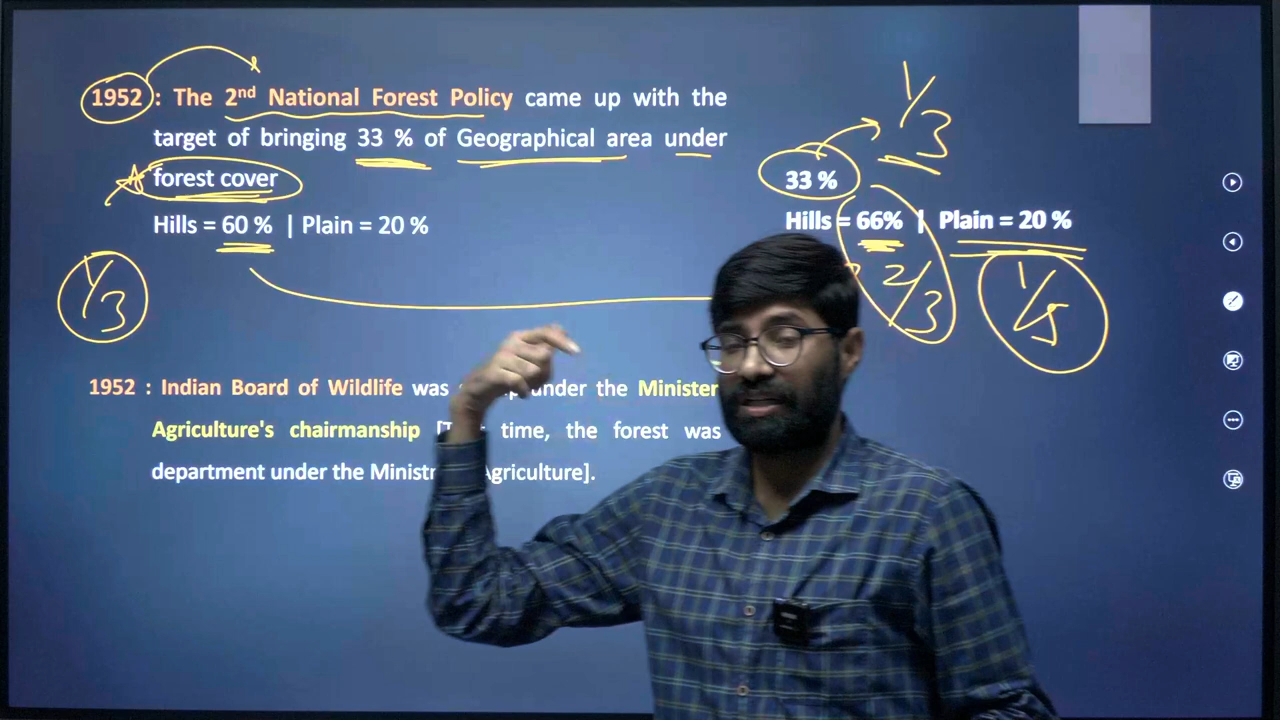 1952 : The 2nd National Forest Policy came up with the
target of bringing 33 % of Geographical area under
forest cover
Hills = 60 % | Plain = 20 %
1/3
1/3
33 %
Hills = 66% | Plain = 20 %
2/3
1/5
1952 : Indian Board of Wildlife was under the Minister
Agriculture's chairmanship time, the forest was
department under the Agriculture].